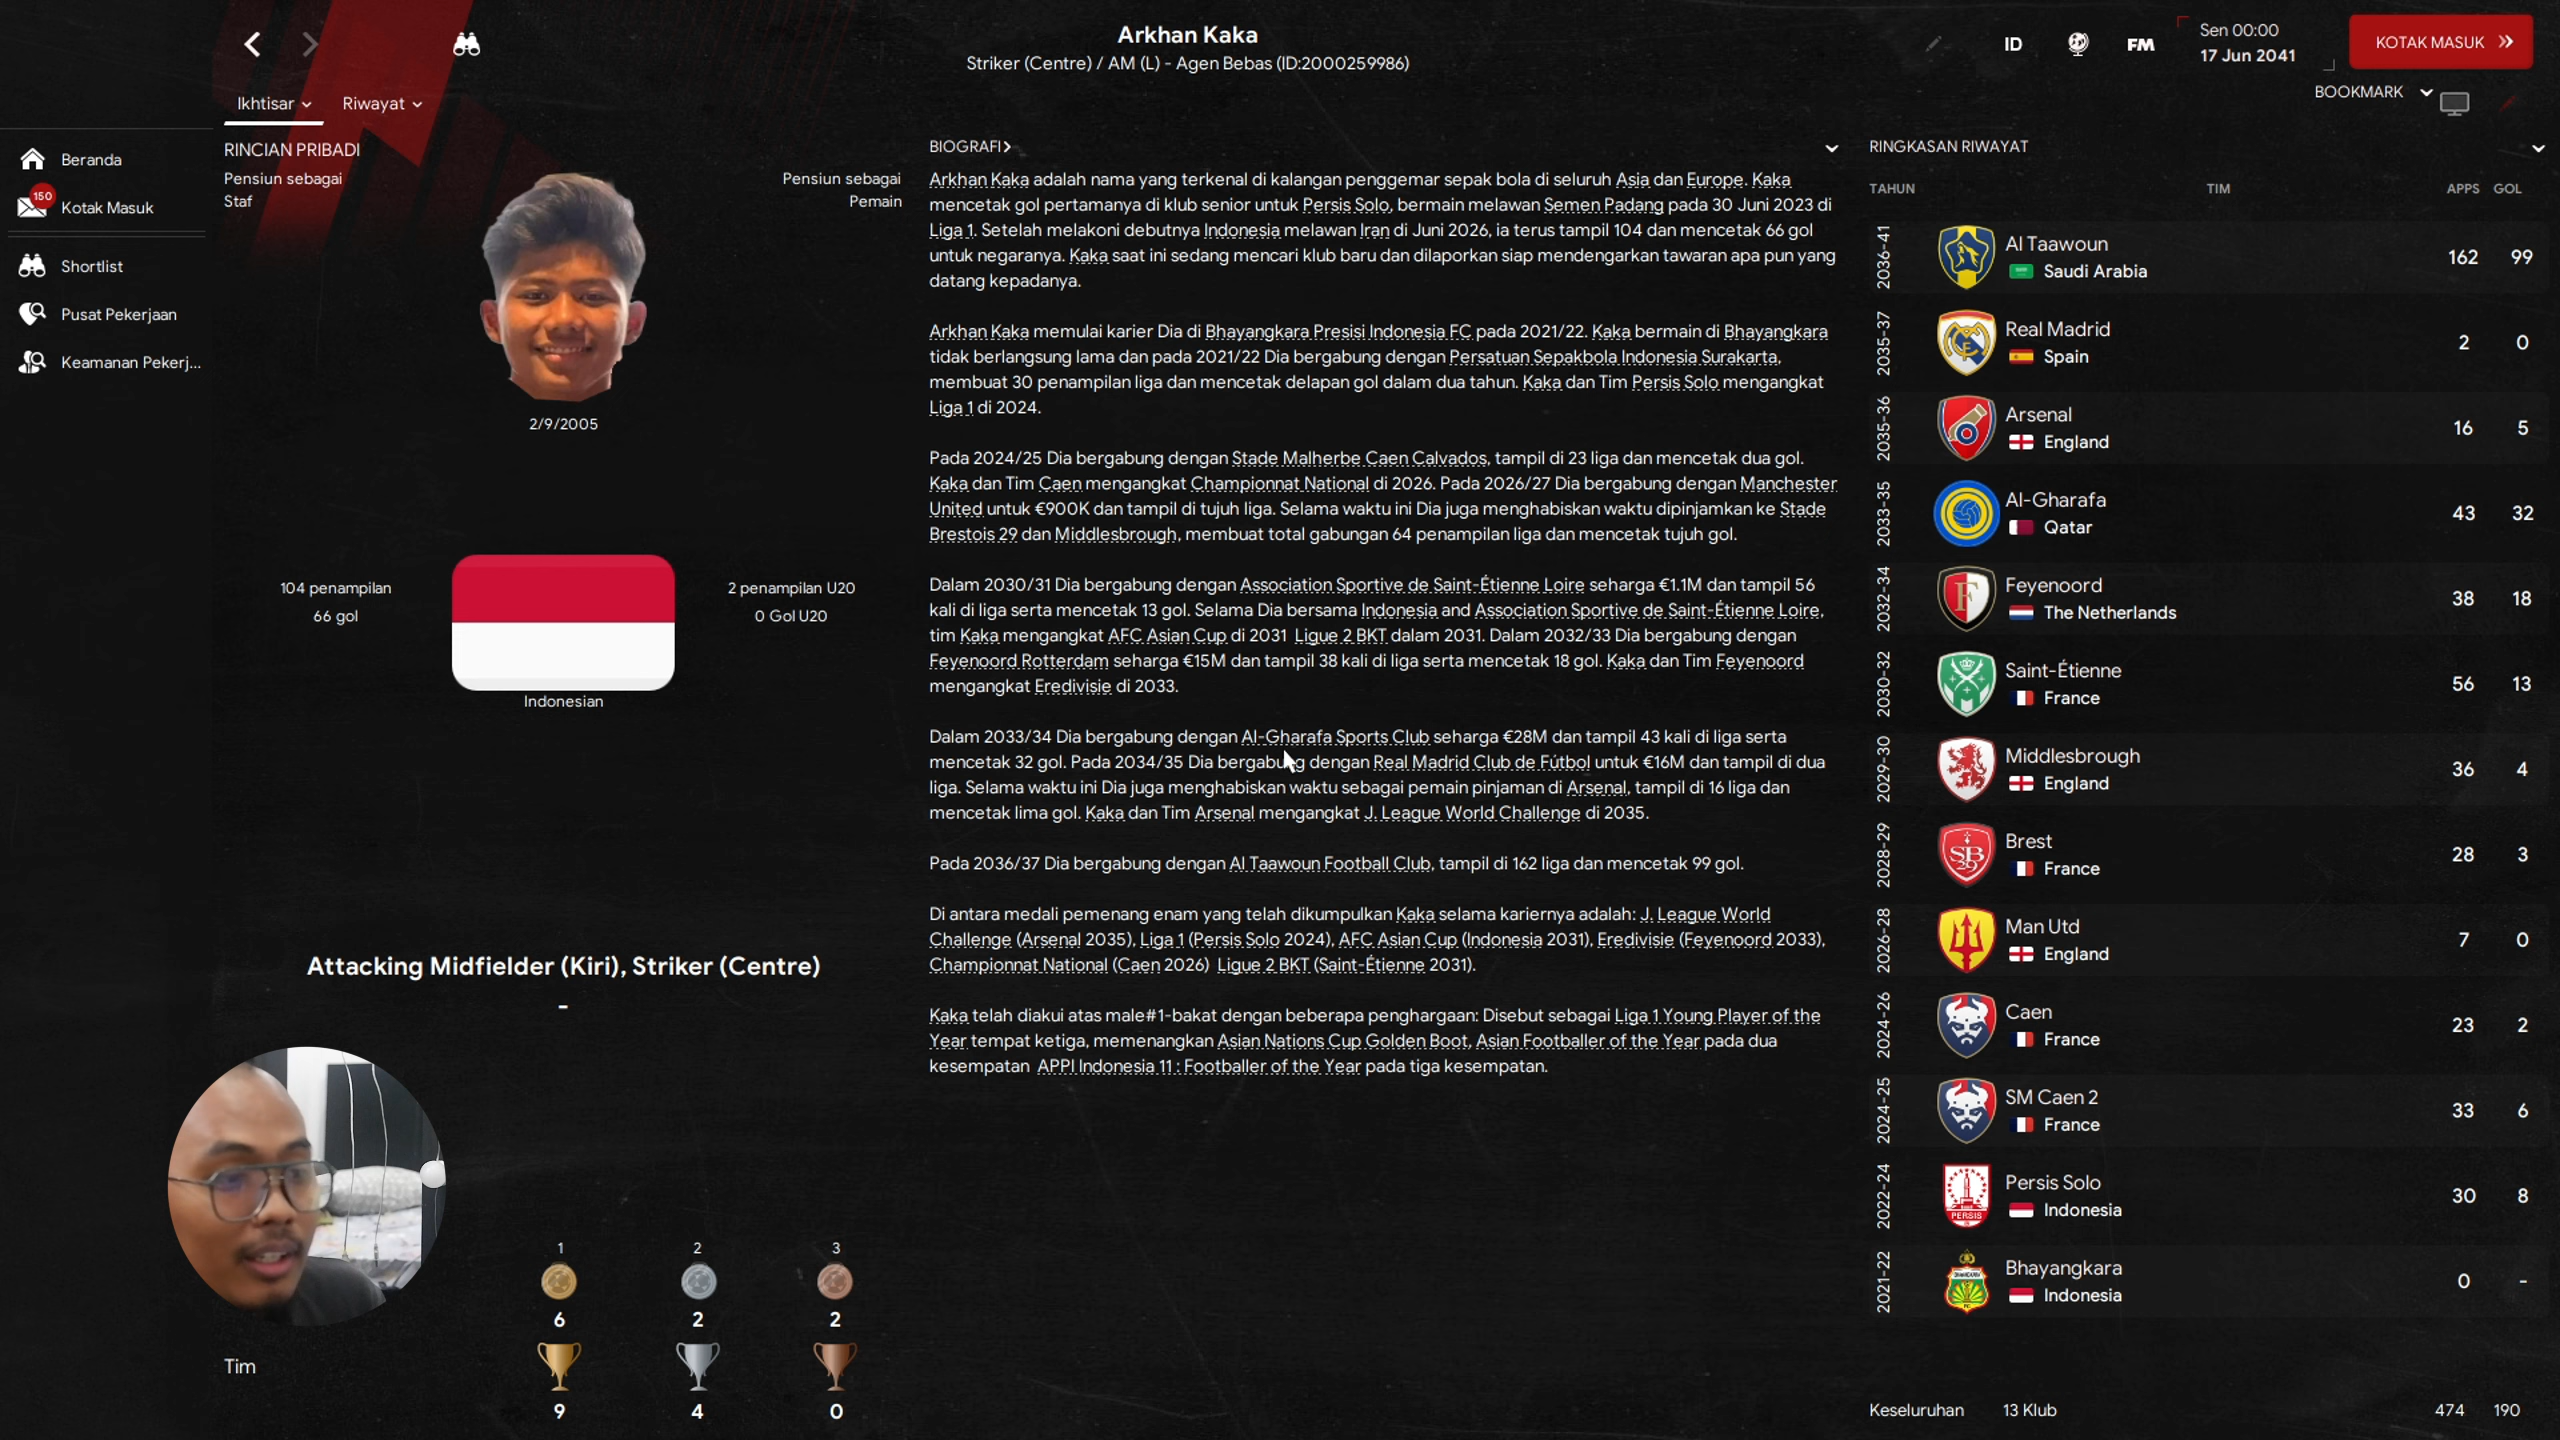 Arkhan Kaka
Striker (Centre) / AM (L) - Agen Bebas (ID:2000259986)
ID
FM
Sen 00:00
17 Jun 2041
KOTAK MASUK
BOOKMARK
Ikhtisar
Riwayat
Beranda
150
Kotak Masuk
Shortlist
Pusat Pekerjaan
Keamanan Pekerj...
RINCIAN PRIBADI
Pensiun sebagai
Staf
Pensiun sebagai
Pemain
2/9/2005
104 penampilan
66 gol
2 penampilan U20
0 Gol U20
Indonesian
Attacking Midfielder (Kiri), Striker (Centre)
-
1 2 3
6 2 2
Tim
9 4 0
BIOGRAFI
Arkhan Kaka adalah nama yang terkenal di kalangan penggemar sepak bola di seluruh Asia dan Europe. Kaka
mencetak gol pertamanya di klub senior untuk Persis Solo, bermain melawan Semen Padang pada 30 Juni 2023 di
Liga 1. Setelah melakoni debutnya Indonesia melawan Iran di Juni 2026, ia terus tampil 104 dan mencetak 66 gol
untuk negaranya. Kaka saat ini sedang mencari klub baru dan dilaporkan siap mendengarkan tawaran apa pun yang
datang kepadanya.
Arkhan Kaka memulai karier Dia di Bhayangkara Presisi Indonesia FC pada 2021/22. Kaka bermain di Bhayangkara
tidak berlangsung lama dan pada 2021/22 Dia bergabung dengan Persatuan Sepakbola Indonesia Surakarta,
membuat 30 penampilan liga dan mencetak delapan gol dalam dua tahun. Kaka dan Tim Persis Solo mengangkat
Liga 1 di 2024.
Pada 2024/25 Dia bergabung dengan Stade Malherbe Caen Calvados, tampil di 23 liga dan mencetak dua gol.
Kaka dan Tim Caen mengangkat Championnat National di 2026. Pada 2026/27 Dia bergabung dengan Manchester
United untuk €900K dan tampil di tujuh liga. Selama waktu ini Dia juga menghabiskan waktu dipinjamkan ke Stade
Brestois 29 dan Middlesbrough, membuat total gabungan 64 penampilan liga dan mencetak tujuh gol.
Dalam 2030/31 Dia bergabung dengan Association Sportive de Saint-Étienne Loire seharga €1.1M dan tampil 56
kali di liga serta mencetak 13 gol. Selama Dia bersama Indonesia and Association Sportive de Saint-Étienne Loire,
tim Kaka mengangkat AFC Asian Cup di 2031 Ligue 2 BKT dalam 2031. Dalam 2032/33 Dia bergabung dengan
Feyenoord Rotterdam seharga €15M dan tampil 38 kali di liga serta mencetak 18 gol. Kaka dan Tim Feyenoord
mengangkat Eredivisie di 2033.
Dalam 2033/34 Dia bergabung dengan Al-Gharafa Sports Club seharga €28M dan tampil 43 kali di liga serta
mencetak 32 gol. Pada 2034/35 Dia bergabung dengan Real Madrid Club de Fútbol untuk €16M dan tampil di dua
liga. Selama waktu ini Dia juga menghabiskan waktu sebagai pemain pinjaman di Arsenal, tampil di 16 liga dan
mencetak lima gol. Kaka dan Tim Arsenal mengangkat J. League World Challenge di 2035.
Pada 2036/37 Dia bergabung dengan Al Taawoun Football Club, tampil di 162 liga dan mencetak 99 gol.
Di antara medali pemenang enam yang telah dikumpulkan Kaka selama kariernya adalah: J. League World
Challenge (Arsenal 2035), Liga 1 (Persis Solo 2024), AFC Asian Cup (Indonesia 2031), Eredivisie (Feyenoord 2033),
Championnat National (Caen 2026) Ligue 2 BKT (Saint-Étienne 2031).
Kaka telah diakui atas male#1-bakat dengan beberapa penghargaan: Disebut sebagai Liga 1 Young Player of the
Year tempat ketiga, memenangkan Asian Nations Cup Golden Boot, Asian Footballer of the Year pada dua
kesempatan APPI Indonesia 11 : Footballer of the Year pada tiga kesempatan.
RINGKASAN RIWAYAT
TAHUN TIM APPS GOL
2036-41 Al Taawoun 162 99
Saudi Arabia
2035-37 Real Madrid 2 0
Spain
2035-36 Arsenal 16 5
England
2033-35 Al-Gharafa 43 32
Qatar
2032-34 Feyenoord 38 18
The Netherlands
2030-32 Saint-Étienne 56 13
France
2029-30 Middlesbrough 36 4
England
2028-29 Brest 28 3
France
2026-28 Man Utd 7 0
England
2024-26 Caen 23 2
France
2024-25 SM Caen 2 33 6
France
2022-24 Persis Solo 30 8
PERSIS
Indonesia
2021-22 Bhayangkara 0 -
Indonesia
Keseluruhan 13 Klub 474 190